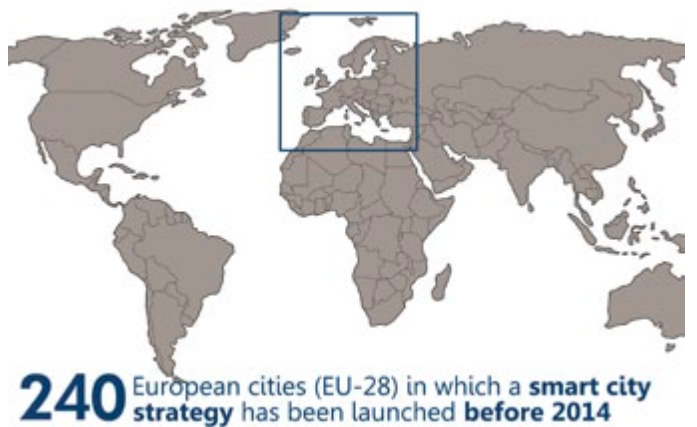 240 European cities (EU-28) in which a smart city
strategy has been launched before 2014